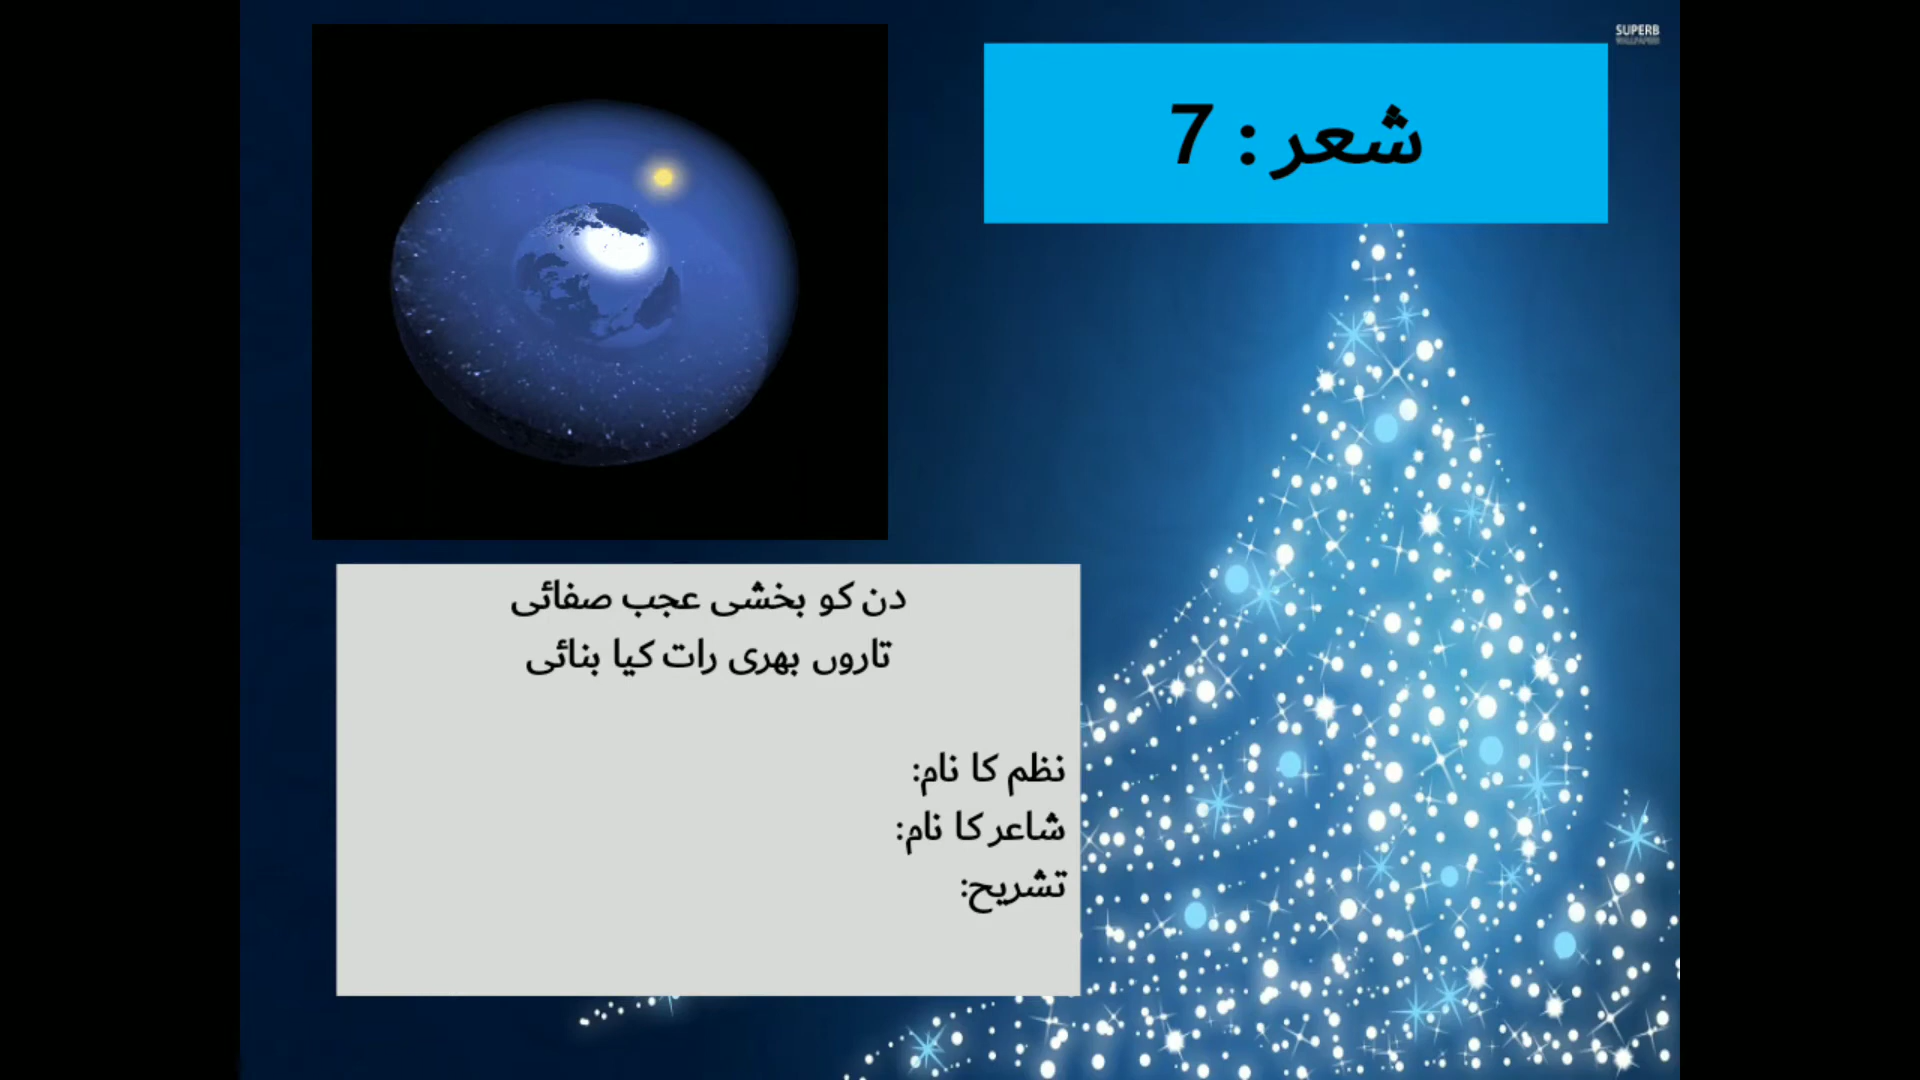 SUPERB
WALLPAPERS
شعر: 7
دن کو بخشی عجب صفائی
تاروں بھری رات کیا بنائی
نظم کا نام:
شاعر کا نام:
تشریح: